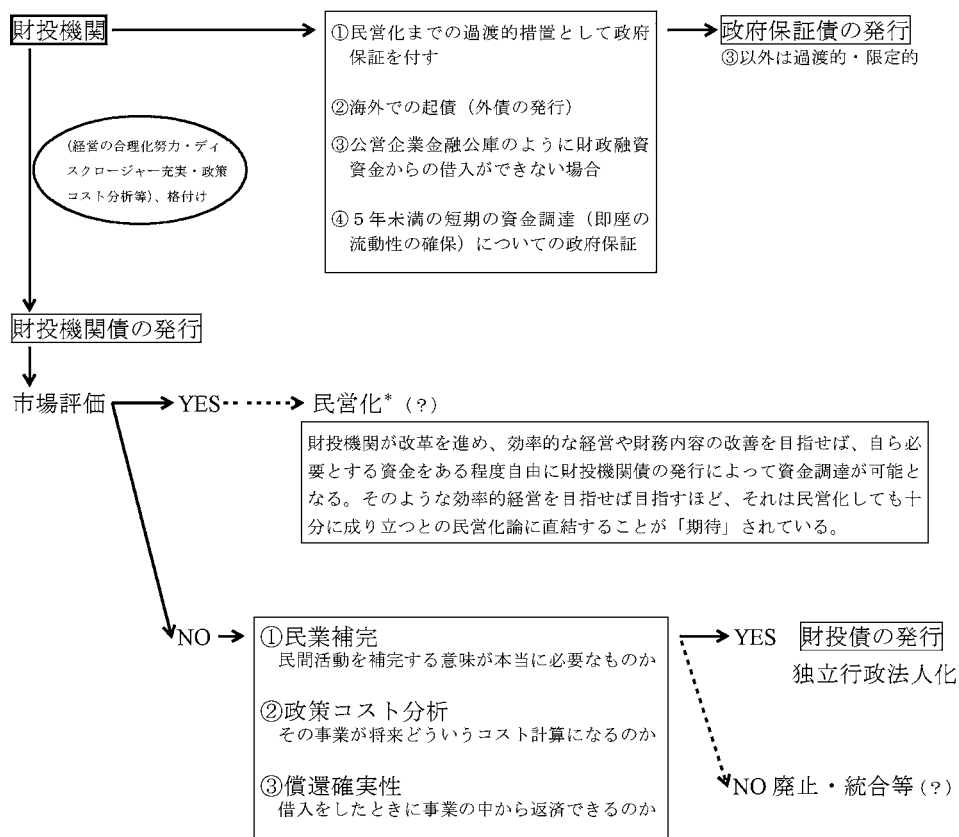 財投機関
①民営化までの過渡的措置として政府
保証を付す
②海外での起債（外債の発行）
③公営企業金融公庫のように財政融資
資金からの借入ができない場合
④５年未満の短期の資金調達（即座の
流動性の確保）についての政府保証
政府保証債の発行
③以外は過渡的・限定的
(経営の合理化努力・ディ
スクロージャー充実・政策
コスト分析等)、格付け
財投機関債の発行
市場評価
YES
民営化*（？）
財投機関が改革を進め、効率的な経営や財務内容の改善を目指せば、自ら必
要とする資金をある程度自由に財投機関債の発行によって資金調達が可能と
なる。そのような効率的経営を目指せば目指すほど、それは民営化しても十
分に成り立つとの民営化論に直結することが「期待」されている。
NO
①民業補完
民間活動を補完する意味が本当に必要なものか
②政策コスト分析
その事業が将来どういうコスト計算になるのか
③償還確実性
借入をしたときに事業の中から返済できるのか
YES 財投債の発行
独立行政法人化
NO 廃止・統合等（？）